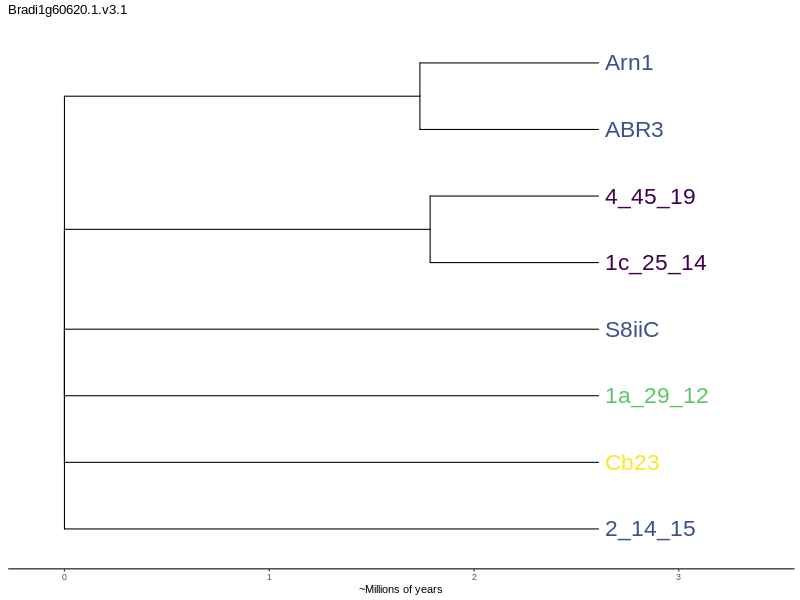 Bradi1g60620.1.v3.1
Arn1
ABR3
4_45_19
1c_25_14
S8iiC
1a_29_12
Cb23
2_14_15
0 1 2 3
~Millions of years